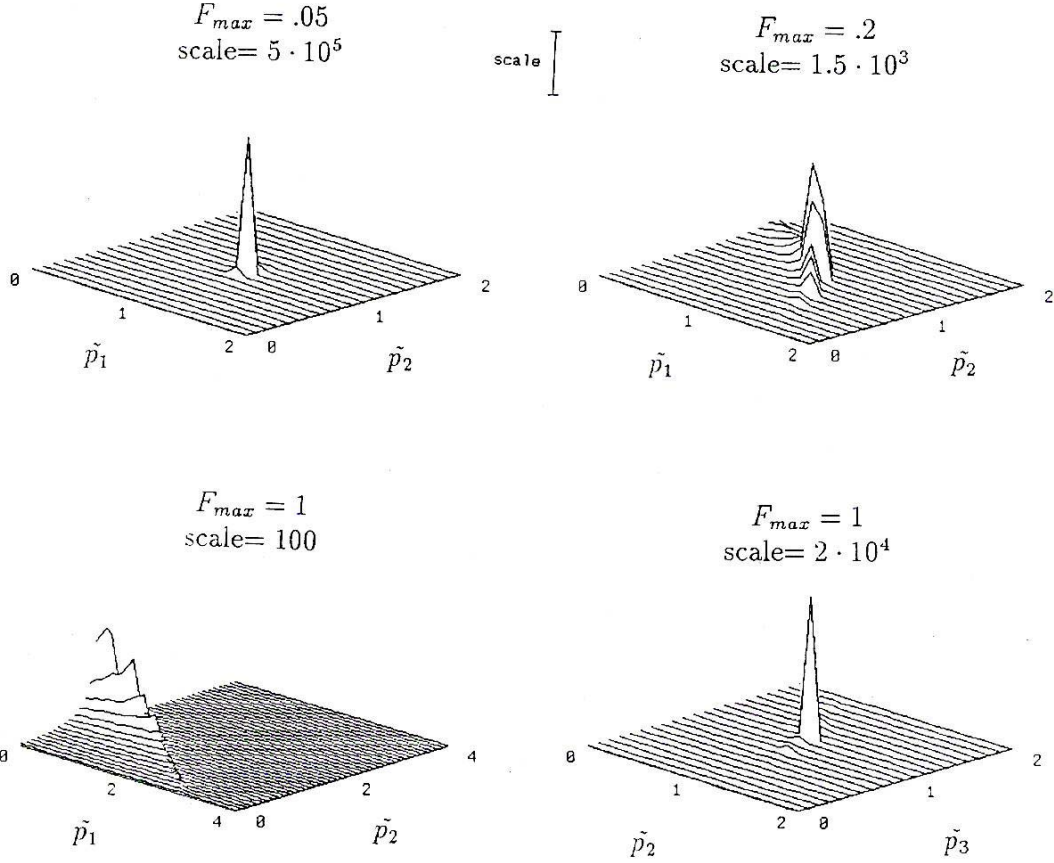 F_max = .05
scale= 5 · 10^5
scale
F_max = .2
scale= 1.5 · 10^3
0
1
2
0
1
2
p̃_1
p̃_2
0
1
2
0
1
2
p̃_1
p̃_2
F_max = 1
scale= 100
F_max = 1
scale= 2 · 10^4
0
2
4
0
2
4
p̃_1
p̃_2
0
1
2
0
1
2
p̃_2
p̃_3